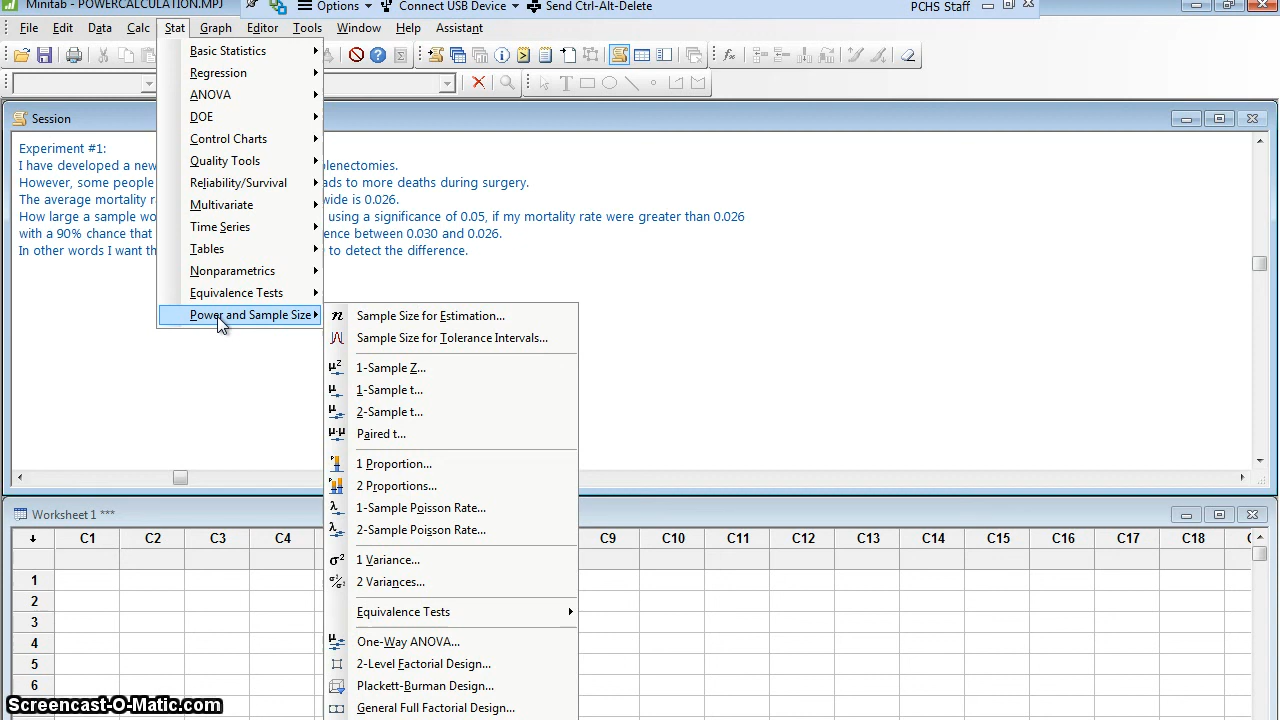 Minitab - POWERCALCULATION.MPJ
Options
Connect USB Device
Send Ctrl-Alt-Delete
PCHS Staff
File Edit Data Calc Stat Graph Editor Tools Window Help Assistant
Basic Statistics
Regression
ANOVA
DOE
Control Charts
Quality Tools
Reliability/Survival
Multivariate
Time Series
Tables
Nonparametrics
Equivalence Tests
Power and Sample Size
Session
Experiment #1:
I have developed a new lenectomies.
However, some people ads to more deaths during surgery.
The average mortality r wide is 0.026.
How large a sample wo using a significance of 0.05, if my mortality rate were greater than 0.026
with a 90% chance that ence between 0.030 and 0.026.
In other words I want th to detect the difference.
Sample Size for Estimation...
Sample Size for Tolerance Intervals...
1-Sample Z...
1-Sample t...
2-Sample t...
Paired t...
1 Proportion...
2 Proportions...
1-Sample Poisson Rate...
2-Sample Poisson Rate...
1 Variance...
2 Variances...
Equivalence Tests
One-Way ANOVA...
2-Level Factorial Design...
Plackett-Burman Design...
General Full Factorial Design...
Worksheet 1 ***
C1 C2 C3 C4 C9 C10 C11 C12 C13 C14 C15 C16 C17 C18
1
2
3
4
5
6
Screencast-O-Matic.com